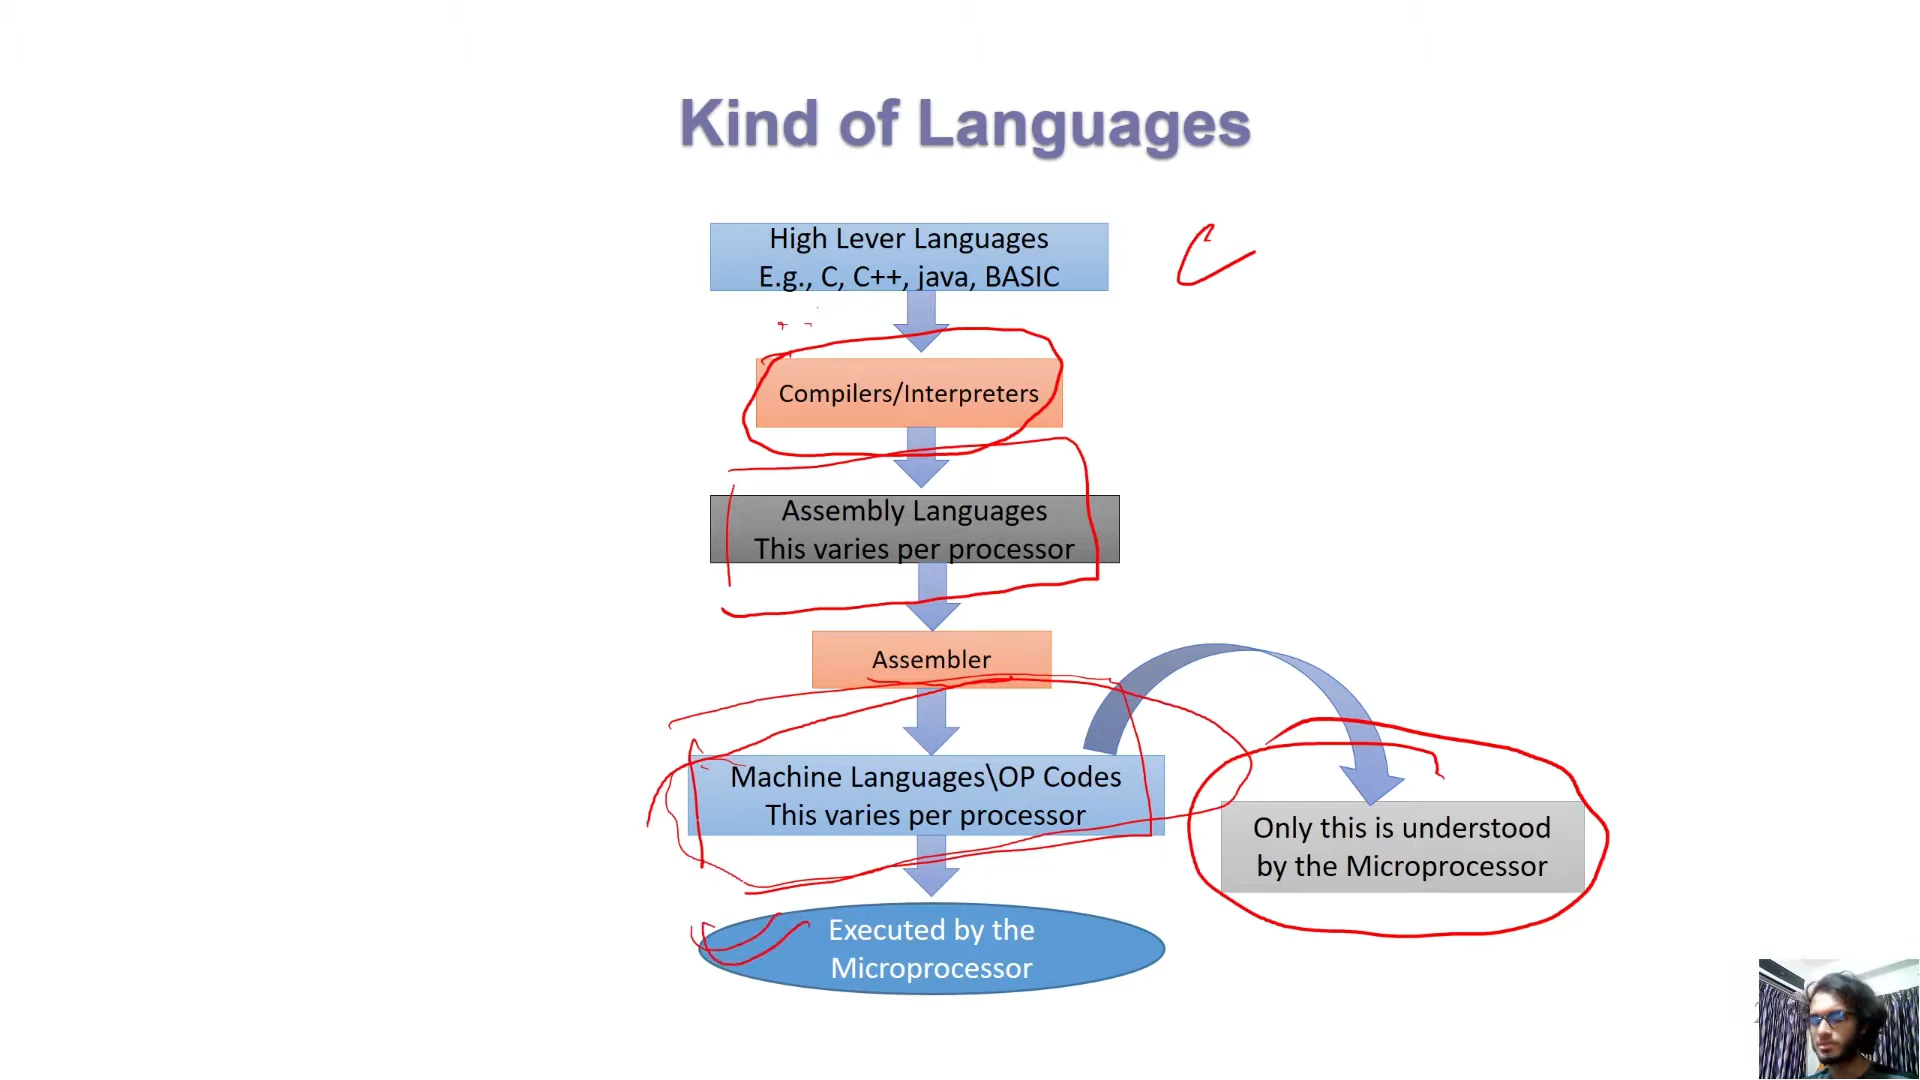 Kind of Languages
High Lever Languages
E.g., C, C++, java, BASIC
Compilers/Interpreters
Assembly Languages
This varies per processor
Assembler
Machine Languages\OP Codes
This varies per processor
Only this is understood
by the Microprocessor
Executed by the
Microprocessor